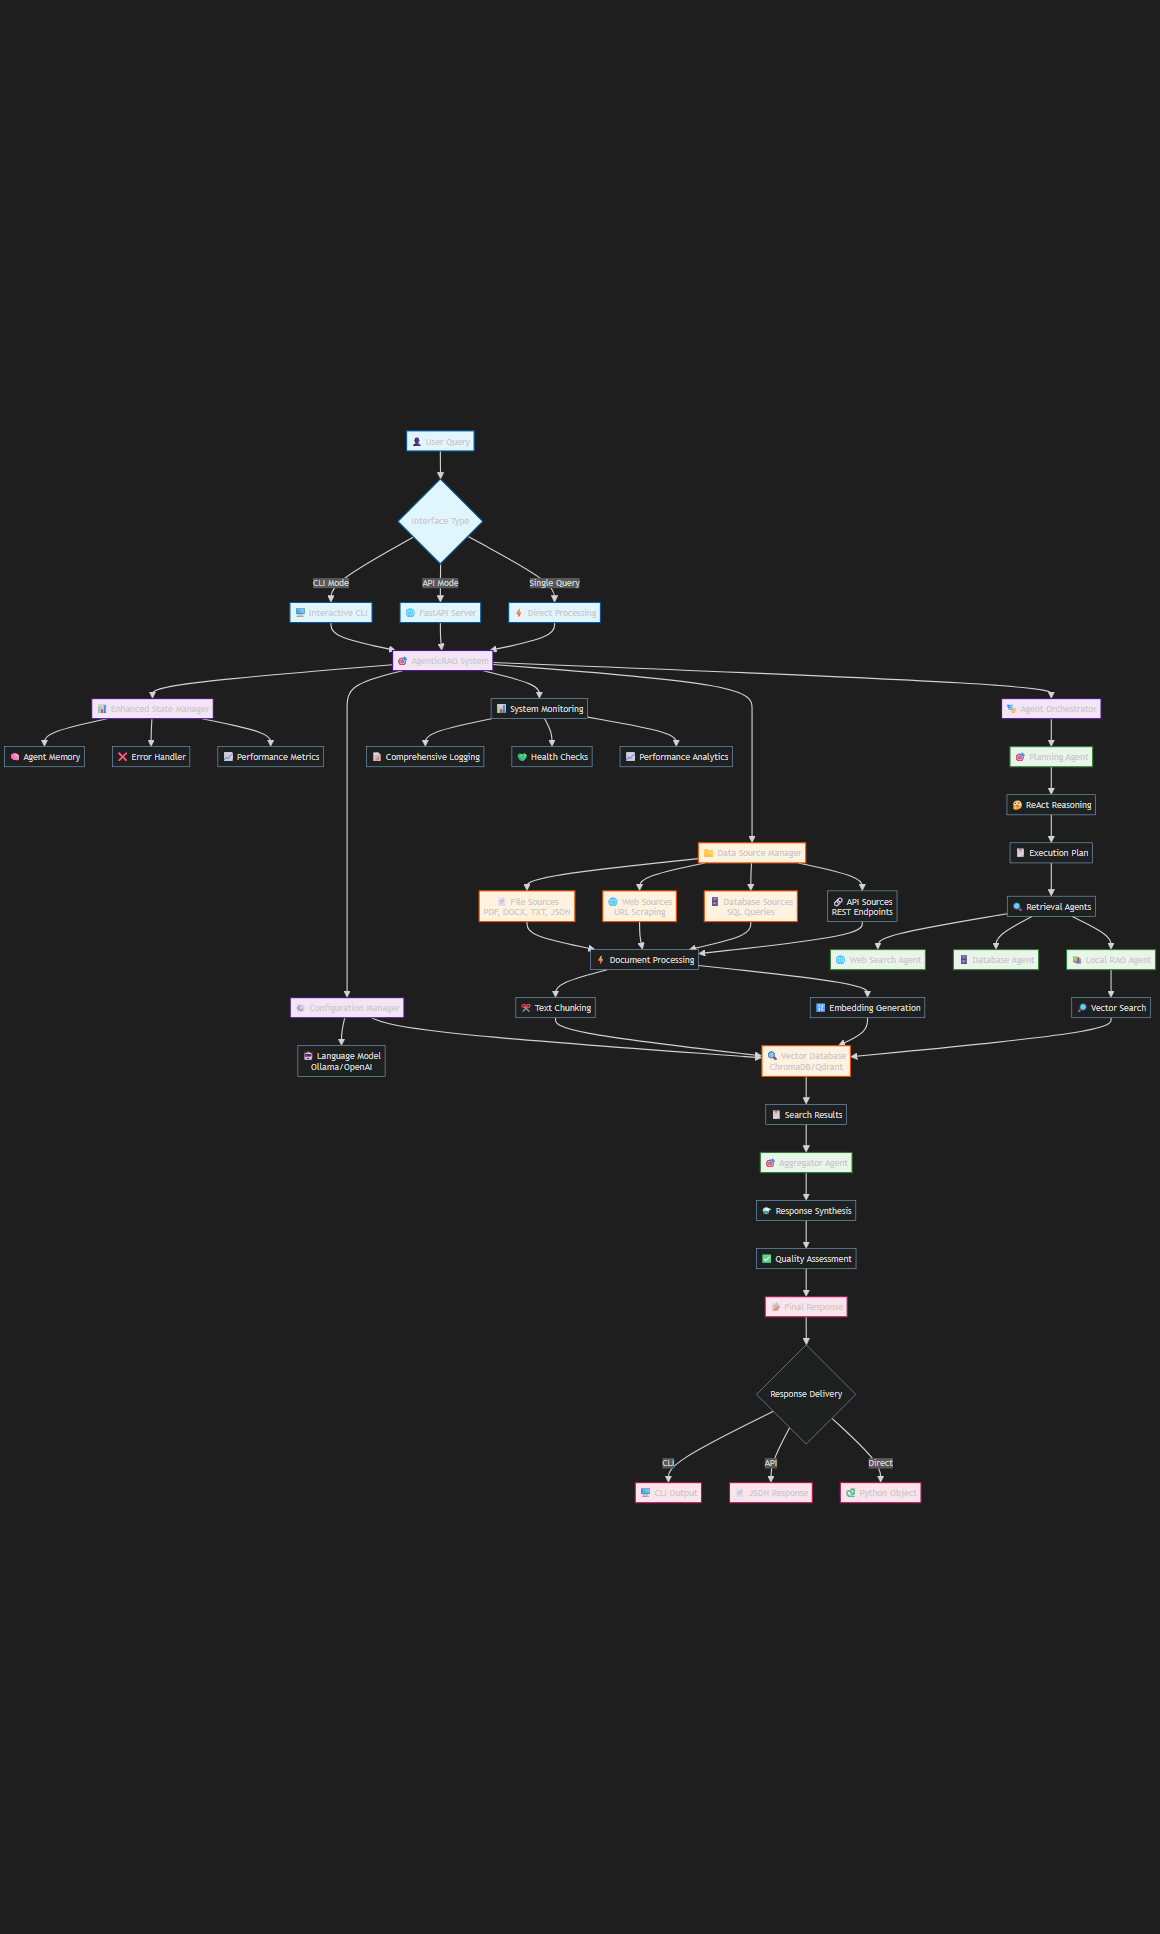 User Query
Interface Type
CLI Mode
API Mode
Single Query
Interactive CLI
FastAPI Server
Direct Processing
AgenticRAG System
Enhanced State Manager
System Monitoring
Agent Orchestrator
Agent Memory
Error Handler
Performance Metrics
Comprehensive Logging
Health Checks
Performance Analytics
Planning Agent
ReAct Reasoning
Data Source Manager
Execution Plan
File Sources
PDF, DOCX, TXT, JSON
Web Sources
URL Scraping
Database Sources
SQL Queries
API Sources
REST Endpoints
Retrieval Agents
Document Processing
Web Search Agent
Database Agent
Local RAG Agent
Configuration Manager
Text Chunking
Embedding Generation
Vector Search
Language Model
Ollama/OpenAI
Vector Database
ChromaDB/Qdrant
Search Results
Aggregator Agent
Response Synthesis
Quality Assessment
Final Response
Response Delivery
CLI
API
Direct
CLI Output
JSON Response
Python Object